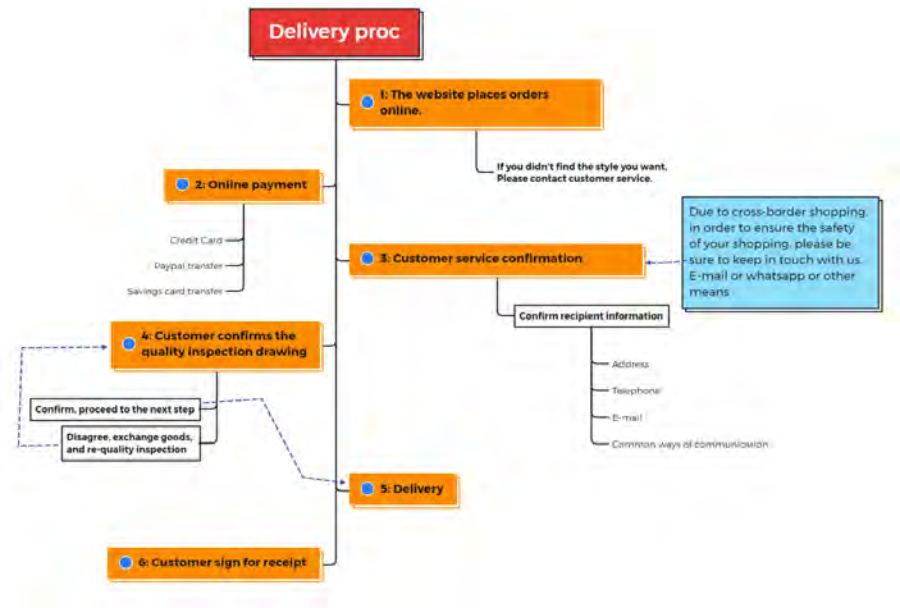 Delivery proc
1: The website places orders
online.
If you didn't find the style you want,
Please contact customer service.
2: Online payment
Credit Card
Paypal transfer
Savings card transfer
3: Customer service confirmation
Due to cross-border shopping,
in order to ensure the safety
of your shopping, please be
sure to keep in touch with us.
E-mail or whatsapp or other
means
Confirm recipient information
Address
Telephone
E-mail
Common ways of communication
4: Customer confirms the
quality inspection drawing
Confirm, proceed to the next step
Disagree, exchange goods,
and re-quality inspection
5: Delivery
6: Customer sign for receipt